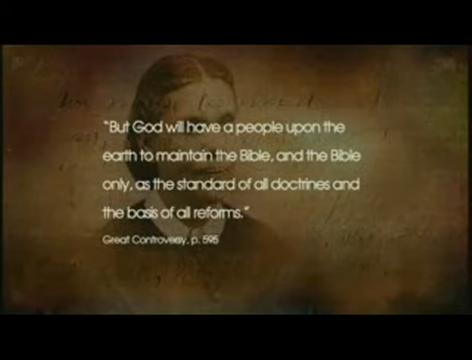 "But God will have a people upon the
earth to maintain the Bible, and the Bible
only, as the standard of all doctrines and
the basis of all reforms."
Great Controversy, p. 595